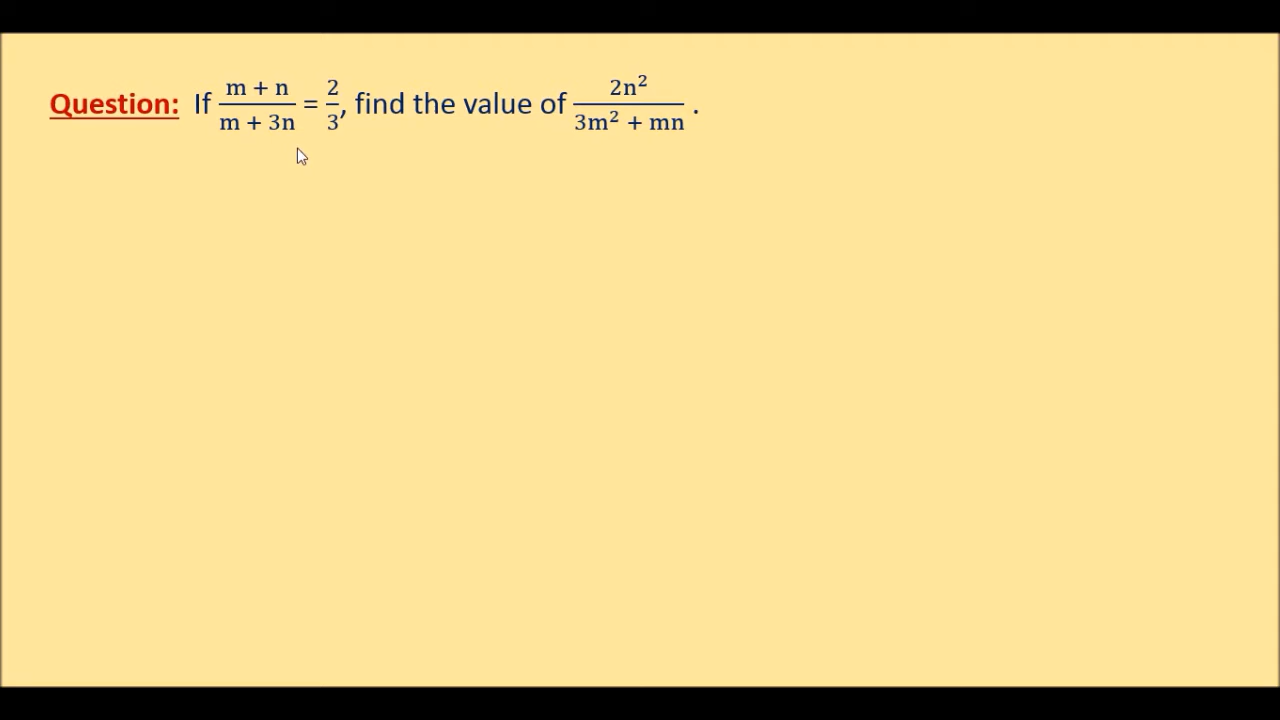 Question: If (m + n)/(m + 3n) = 2/3, find the value of 2n²/(3m² + mn) .